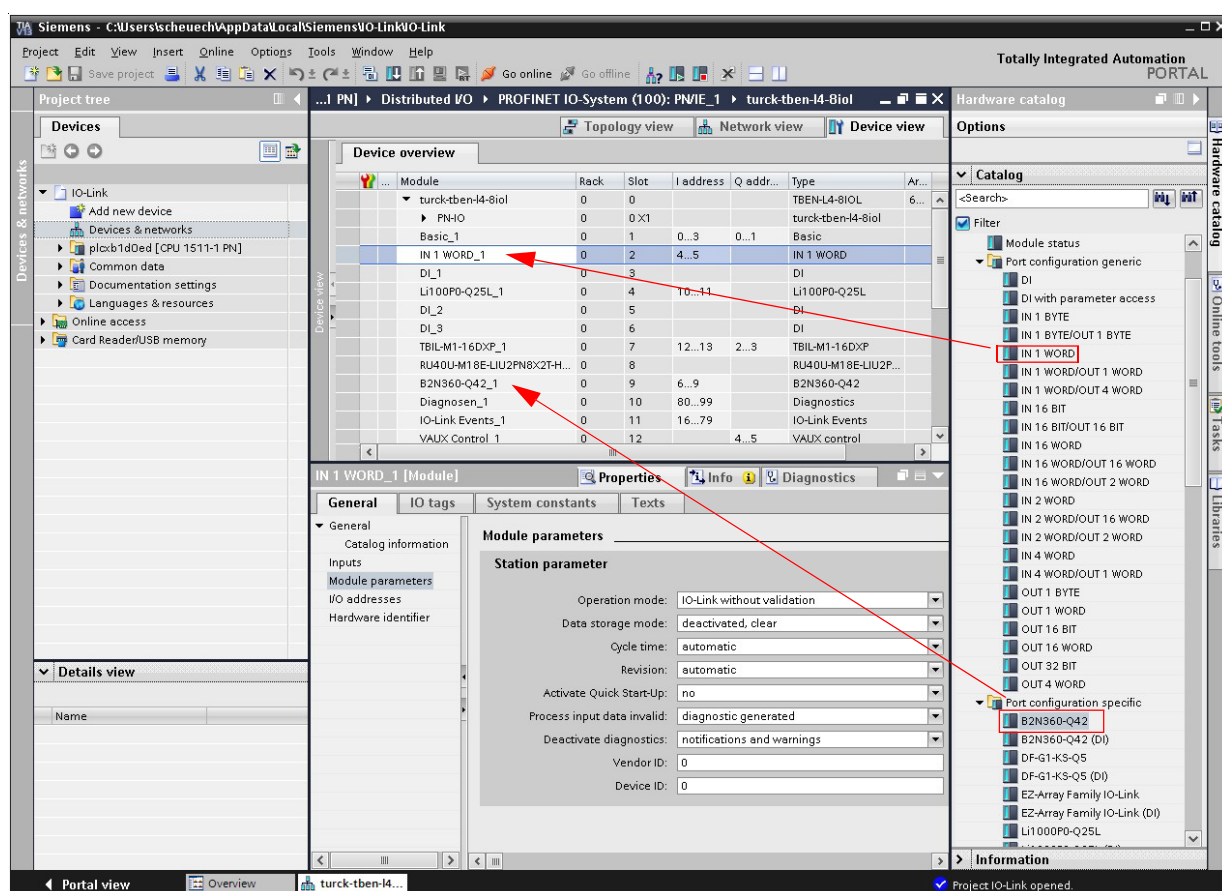 Siemens - C:\Users\scheuech\AppData\Local\Siemens\IO-Link\IO-Link
Project Edit View Insert Online Options Tools Window Help
Totally Integrated Automation
PORTAL
Save project
Go online
Go offline
Project tree
...1 PN] Distributed I/O PROFINET IO-System (100): PN/IE_1 turck-tben-l4-8iol
Hardware catalog
Devices
Topology view
Network view
Device view
Options
Device overview
Catalog
<Search>
Filter
... Module Rack Slot I address Q addr... Type Ar...
turck-tben-l4-8iol 0 0 TBEN-L4-8IOL 6...
PN-IO 0 0 X1 turck-tben-l4-8iol
Basic_1 0 1 0...3 0...1 Basic
IN 1 WORD_1 0 2 4...5 IN 1 WORD
DI_1 0 3 DI
Li100P0-Q25L_1 0 4 10...11 Li100P0-Q25L
DI_2 0 5 DI
DI_3 0 6 DI
TBIL-M1-16DXP_1 0 7 12...13 2...3 TBIL-M1-16DXP
RU40U-M18E-LIU2PN8X2T-H... 0 8 RU40U-M18E-LIU2P...
B2N360-Q42_1 0 9 6...9 B2N360-Q42
Diagnosen_1 0 10 80...99 Diagnostics
IO-Link Events_1 0 11 16...79 IO-Link Events
VAUX Control_1 0 12 4...5 VAUX control
IO-Link
Add new device
Devices & networks
plcxb1d0ed [CPU 1511-1 PN]
Common data
Documentation settings
Languages & resources
Online access
Card Reader/USB memory
Devices & networks
Device view
Details view
Name
IN 1 WORD_1 [Module]
Properties
Info
Diagnostics
General
IO tags
System constants
Texts
General
Catalog information
Inputs
Module parameters
I/O addresses
Hardware identifier
Module parameters
Station parameter
Operation mode: IO-Link without validation
Data storage mode: deactivated, clear
Cycle time: automatic
Revision: automatic
Activate Quick Start-Up: no
Process input data invalid: diagnostic generated
Deactivate diagnostics: notifications and warnings
Vendor ID: 0
Device ID: 0
Module status
Port configuration generic
DI
DI with parameter access
IN 1 BYTE
IN 1 BYTE/OUT 1 BYTE
IN 1 WORD
IN 1 WORD/OUT 1 WORD
IN 1 WORD/OUT 4 WORD
IN 16 BIT
IN 16 BIT/OUT 16 BIT
IN 16 WORD
IN 16 WORD/OUT 16 WORD
IN 16 WORD/OUT 2 WORD
IN 2 WORD
IN 2 WORD/OUT 16 WORD
IN 2 WORD/OUT 2 WORD
IN 4 WORD
IN 4 WORD/OUT 1 WORD
OUT 1 BYTE
OUT 1 WORD
OUT 16 BIT
OUT 16 WORD
OUT 32 BIT
OUT 4 WORD
Port configuration specific
B2N360-Q42
B2N360-Q42 (DI)
DF-G1-KS-Q5
DF-G1-KS-Q5 (DI)
EZ-Array Family IO-Link
EZ-Array Family IO-Link (DI)
Li1000P0-Q25L
Information
Hardware catalog
Online tools
Tasks
Libraries
Portal view
Overview
turck-tben-l4...
Project IO-Link opened.